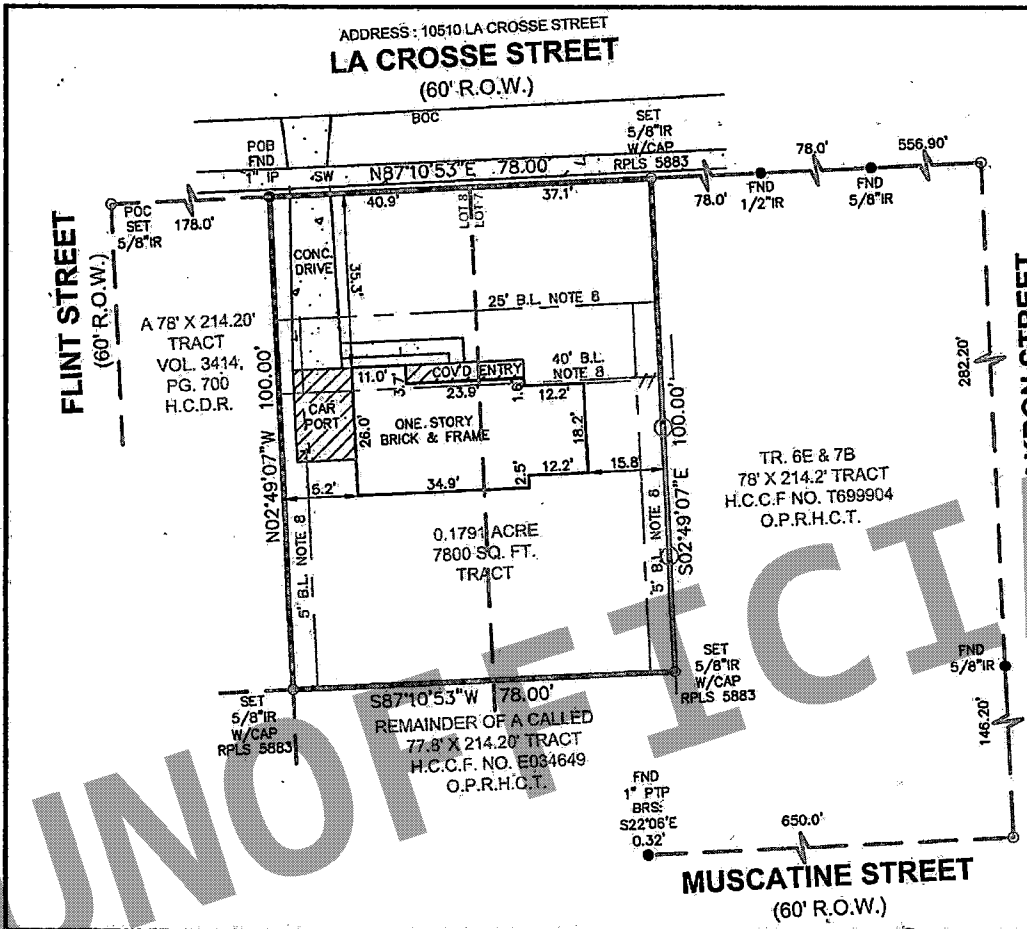 ADDRESS : 10510 LA CROSSE STREET
LA CROSSE STREET
(60' R.O.W.)
BOC
POB
FND
1" IP
SW
N87°10'53"E 78.00'
SET
5/8"IR
W/CAP
RPLS 5883
78.0'
556.90'
78.0'
FND
1/2"IR
FND
5/8"IR
POC
SET
5/8"IR
178.0'
40.9'
LOT 8
LOT 7
37.1'
FLINT STREET
(60' R.O.W.)
CONC.
DRIVE
35.3'
25' B.L. NOTE 8
A 78' X 214.20'
TRACT
VOL. 3414,
PG. 700
H.C.D.R.
N02°49'07"W 100.00'
COV'D ENTRY
40' B.L.
NOTE 8
11.0'
3.7'
23.9'
1.6'
12.2'
CAR
PORT
26.0'
ONE STORY
BRICK & FRAME
18.2'
S02°49'07"E 100.00'
282.20'
TR. 6E & 7B
78' X 214.2' TRACT
H.C.C.F NO. T699904
O.P.R.H.C.T.
34.9'
2.5'
12.2'
15.8'
5' B.L. NOTE 8
0.1791 ACRE
7800 SQ. FT.
TRACT
5' B.L. NOTE 8
FND
5/8"IR
146.20'
SET
5/8"IR
W/CAP
RPLS 5883
S87°10'53"W 78.00'
SET
5/8"IR
W/CAP
RPLS 5883
REMAINDER OF A CALLED
77.8' X 214.20' TRACT
H.C.C.F. NO. E034649
O.P.R.H.C.T.
FND
1" PTP
BRS:
S22°06'E
0.32'
650.0'
MUSCATINE STREET
(60' R.O.W.)
UNOFFICI